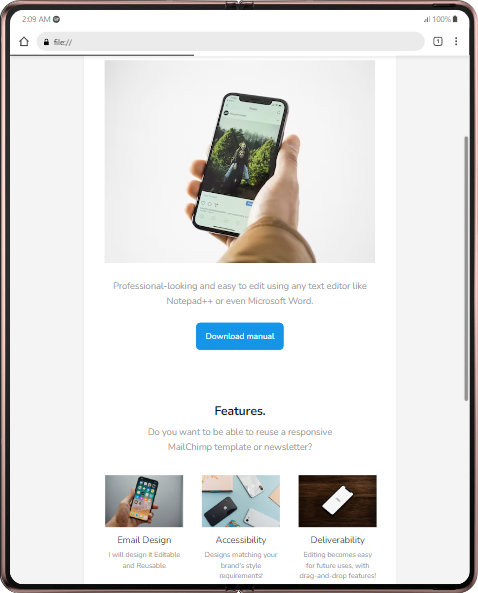 2:09 AM
100%
file://
1
Professional-looking and easy to edit using any text editor like
Notepad++ or even Microsoft Word.
Download manual
Features.
Do you want to be able to reuse a responsive
MailChimp template or newsletter?
Email Design
Accessibility
Deliverability
I will design it Editable
and Reusable
Designs matching your
brand's style
requirements!
Editing becomes easy
for future uses, with
drag-and-drop features!